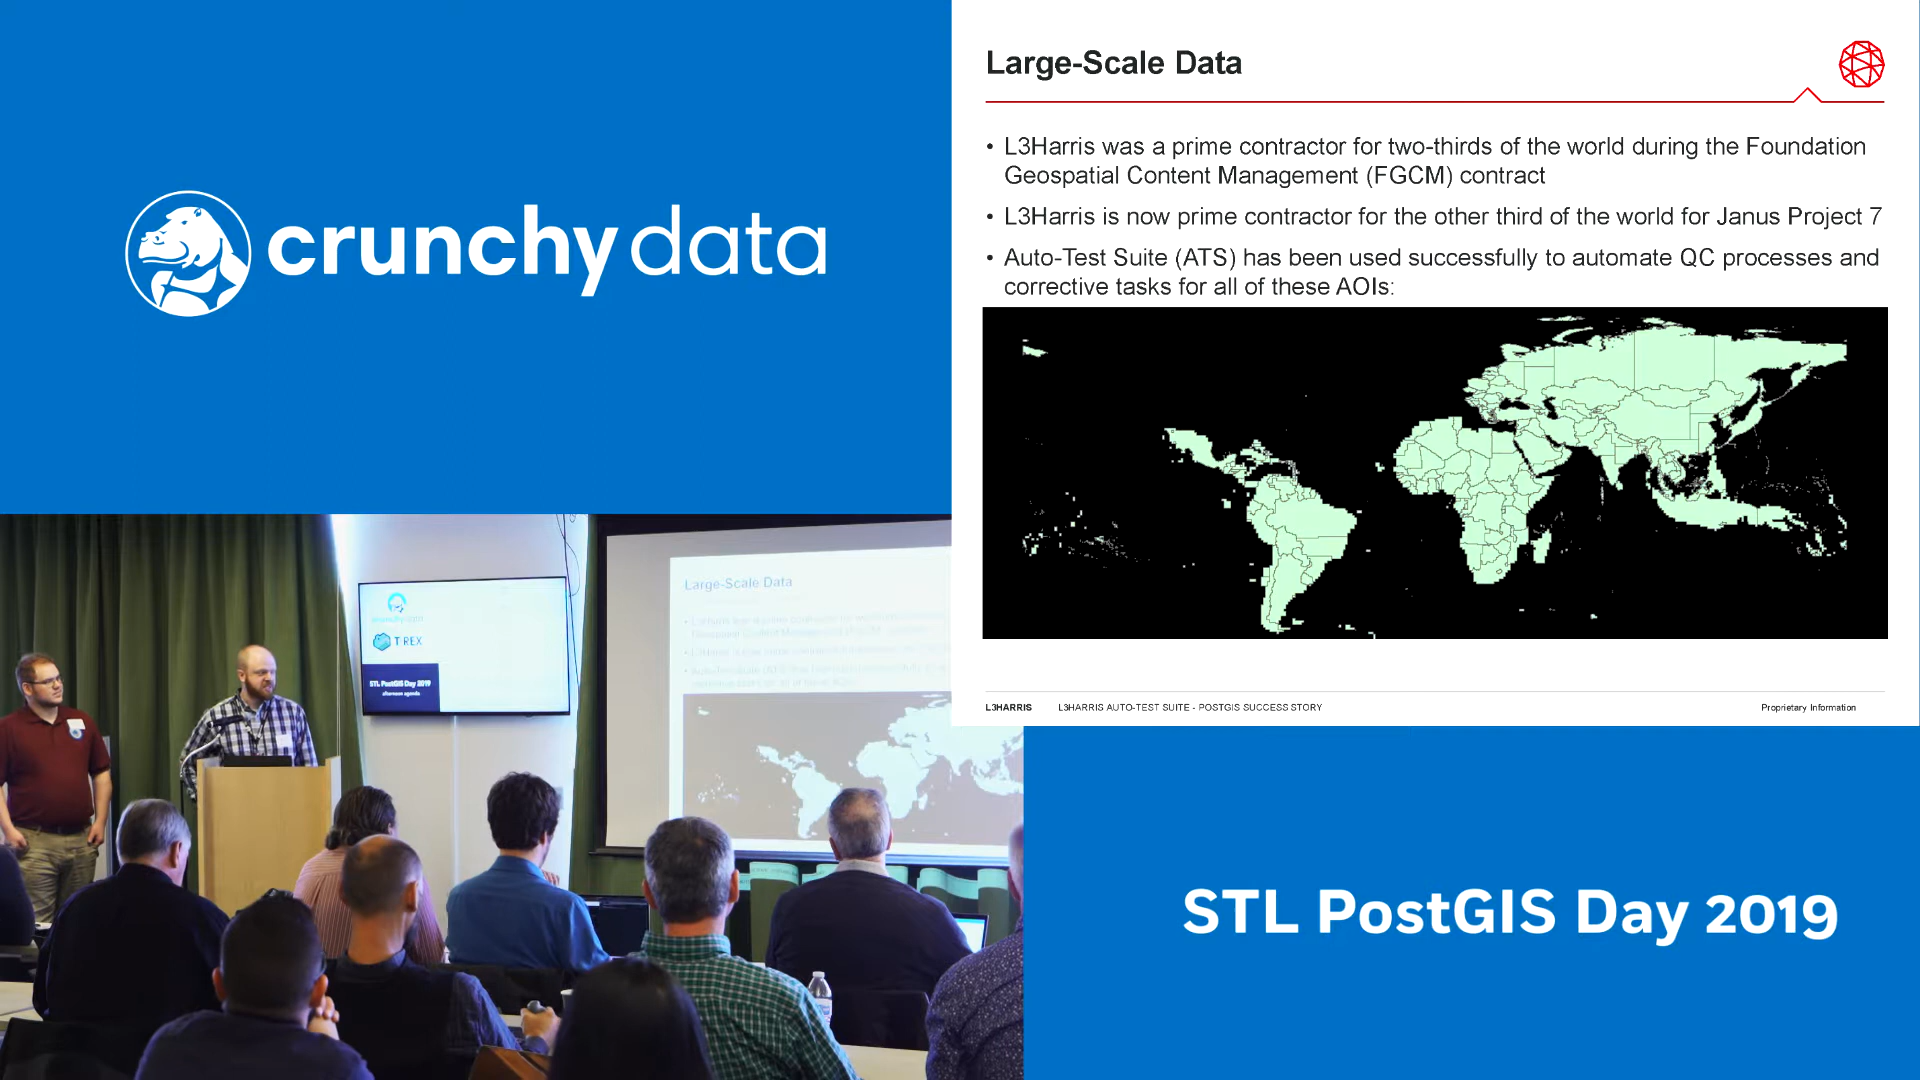 crunchydata
Large-Scale Data
• L3Harris was a prime contractor for two-thirds of the world during the Foundation
Geospatial Content Management (FGCM) contract
• L3Harris is now prime contractor for the other third of the world for Janus Project 7
• Auto-Test Suite (ATS) has been used successfully to automate QC processes and
corrective tasks for all of these AOIs:
L3HARRIS L3HARRIS AUTO-TEST SUITE - POSTGIS SUCCESS STORY Proprietary Information
crunchydata
T REX
STL PostGIS Day 2019
afternoon agenda
Large-Scale Data
STL PostGIS Day 2019